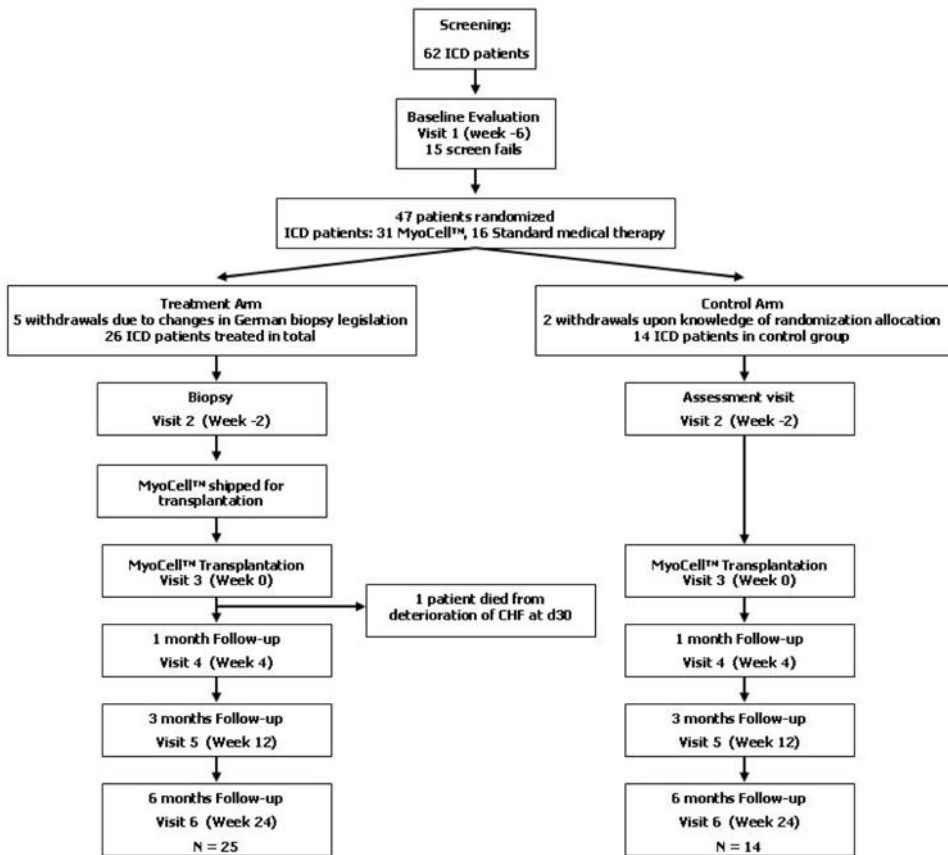 Screening:
62 ICD patients
Baseline Evaluation
Visit 1 (week -6)
15 screen fails
47 patients randomized
ICD patients: 31 MyoCell™, 16 Standard medical therapy
Treatment Arm
5 withdrawals due to changes in German biopsy legislation
26 ICD patients treated in total
Control Arm
2 withdrawals upon knowledge of randomization allocation
14 ICD patients in control group
Biopsy
Visit 2 (Week -2)
Assessment visit
Visit 2 (Week -2)
MyoCell™ shipped for
transplantation
MyoCell™ Transplantation
Visit 3 (Week 0)
MyoCell™ Transplantation
Visit 3 (Week 0)
1 patient died from
deterioration of CHF at d30
1 month Follow-up
Visit 4 (Week 4)
1 month Follow-up
Visit 4 (Week 4)
3 months Follow-up
Visit 5 (Week 12)
3 months Follow-up
Visit 5 (Week 12)
6 months Follow-up
Visit 6 (Week 24)
N = 25
6 months Follow-up
Visit 6 (Week 24)
N = 14